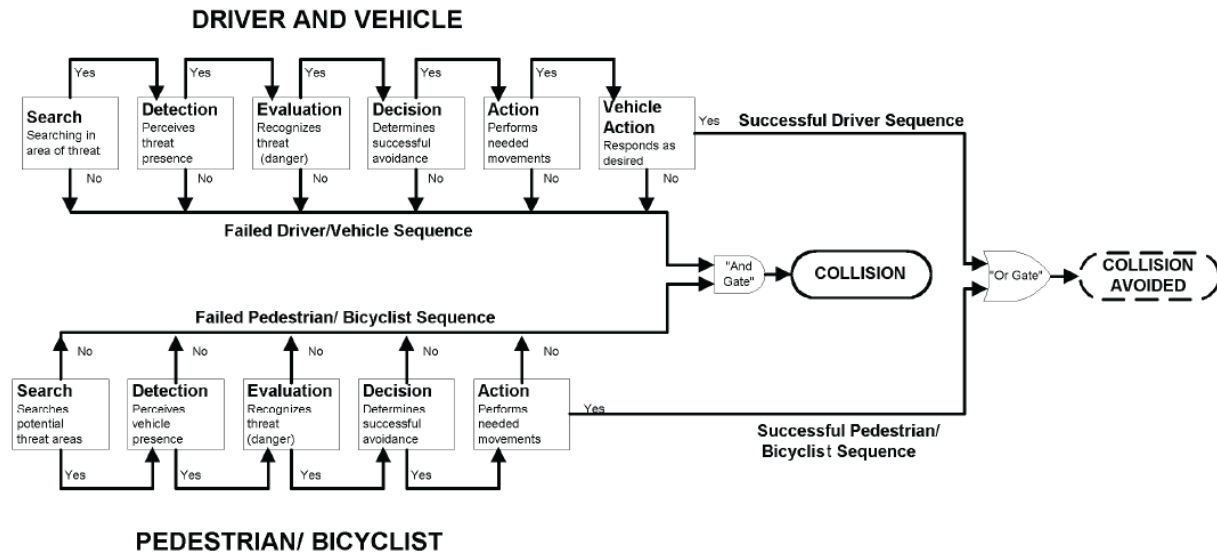 DRIVER AND VEHICLE
Yes
Yes
Yes
Yes
Yes
Search
Searching in
area of threat
Detection
Perceives
threat
presence
Evaluation
Recognizes
threat
(danger)
Decision
Determines
successful
avoidance
Action
Performs
needed
movements
Vehicle
Action
Responds as
desired
Yes
Successful Driver Sequence
No
No
No
No
No
No
Failed Driver/Vehicle Sequence
"And
Gate"
COLLISION
"Or Gate"
COLLISION
AVOIDED
Failed Pedestrian/ Bicyclist Sequence
No
No
No
No
No
Search
Searches
potential
threat areas
Detection
Perceives
vehicle
presence
Evaluation
Recognizes
threat
(danger)
Decision
Determines
successful
avoidance
Action
Performs
needed
movements
Yes
Successful Pedestrian/
Bicyclist Sequence
Yes
Yes
Yes
Yes
PEDESTRIAN/ BICYCLIST